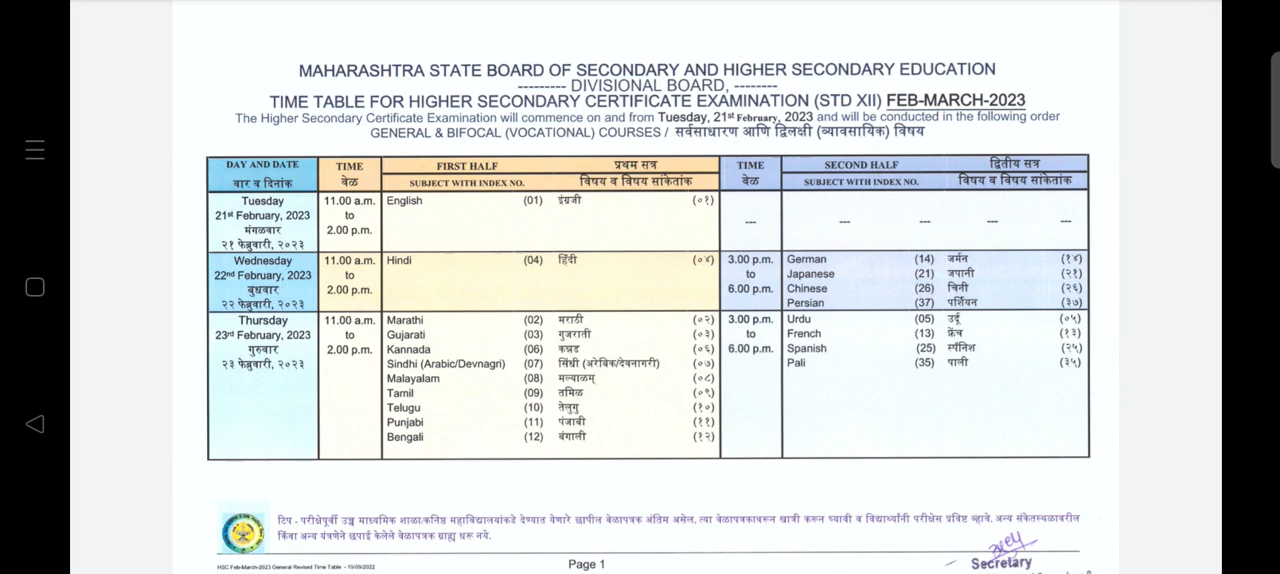 MAHARASHTRA STATE BOARD OF SECONDARY AND HIGHER SECONDARY EDUCATION
--------- DIVISIONAL BOARD, --------
TIME TABLE FOR HIGHER SECONDARY CERTIFICATE EXAMINATION (STD XII) FEB-MARCH-2023
The Higher Secondary Certificate Examination will commence on and from Tuesday, 21st February, 2023 and will be conducted in the following order
GENERAL & BIFOCAL (VOCATIONAL) COURSES / सर्वसाधारण आणि द्विलक्षी (व्यावसायिक) विषय
DAY AND DATE TIME FIRST HALF प्रथम सत्र TIME SECOND HALF द्वितीय सत्र
वार व दिनांक वेळ SUBJECT WITH INDEX NO. विषय व विषय सांकेतांक वेळ SUBJECT WITH INDEX NO. विषय व विषय सांकेतांक
Tuesday 11.00 a.m. English (01) इंग्रजी (०१)
21st February, 2023 to --- --- --- --- ---
मंगळवार 2.00 p.m.
२१ फेब्रुवारी, २०२३
Wednesday 11.00 a.m. Hindi (04) हिंदी (०४) 3.00 p.m. German (14) जर्मन (१४)
22nd February, 2023 to to Japanese (21) जपानी (२१)
बुधवार 2.00 p.m. 6.00 p.m. Chinese (26) चिनी (२६)
२२ फेब्रुवारी, २०२३ Persian (37) पर्शियन (३७)
Thursday 11.00 a.m. Marathi (02) मराठी (०२) 3.00 p.m. Urdu (05) उर्दू (०५)
23rd February, 2023 to Gujarati (03) गुजराती (०३) to French (13) फ्रेंच (१३)
गुरुवार 2.00 p.m. Kannada (06) कन्नड (०६) 6.00 p.m. Spanish (25) स्पॅनिश (२५)
२३ फेब्रुवारी, २०२३ Sindhi (Arabic/Devnagri) (07) सिंधी (अरेबिक/देवनागरी) (०७) Pali (35) पाली (३५)
Malayalam (08) मल्याळम् (०८)
Tamil (09) तमिळ (०९)
Telugu (10) तेलुगु (१०)
Punjabi (11) पंजाबी (११)
Bengali (12) बंगाली (१२)
टिप - परीक्षेपूर्वी उच्च माध्यमिक शाळा/कनिष्ठ महाविद्यालयांकडे देण्यात येणारे छापील वेळापत्रक अंतिम असेल. त्या वेळापत्रकावरून खात्री करून घ्यावी व विद्यार्थ्यांनी परीक्षेस प्रविष्ट व्हावे. अन्य संकेतस्थळावरील
किंवा अन्य यंत्रणेने छपाई केलेले वेळापत्रक ग्राह्य धरू नये.
HSC Feb-March-2023 General Revised Time Table - 19/09/2022 Page 1 Secretary